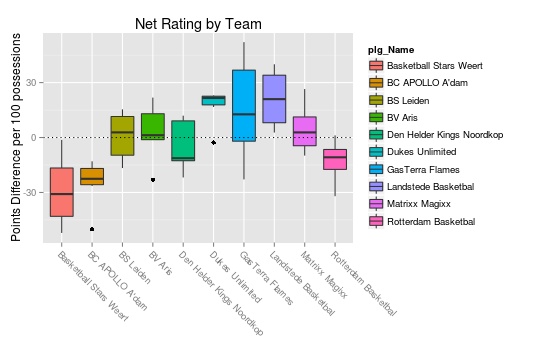 Net Rating by Team
Points Difference per 100 possessions
30
0
-30
Basketball Stars Weert
BC APOLLO A'dam
BS Leiden
BV Aris
Den Helder Kings Noordkop
Dukes Unlimited
GasTerra Flames
Landstede Basketbal
Matrixx Magixx
Rotterdam Basketbal
plg_Name
Basketball Stars Weert
BC APOLLO A'dam
BS Leiden
BV Aris
Den Helder Kings Noordkop
Dukes Unlimited
GasTerra Flames
Landstede Basketbal
Matrixx Magixx
Rotterdam Basketbal